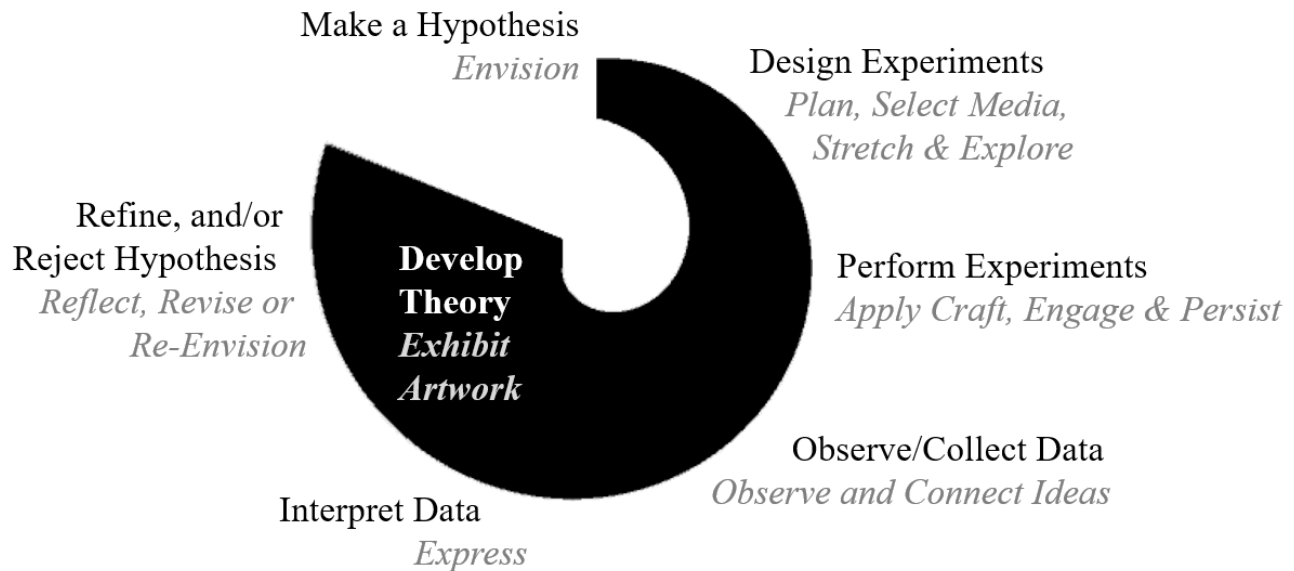 Make a Hypothesis
Envision
Design Experiments
Plan, Select Media,
Stretch & Explore
Perform Experiments
Apply Craft, Engage & Persist
Observe/Collect Data
Observe and Connect Ideas
Interpret Data
Express
Refine, and/or
Reject Hypothesis
Reflect, Revise or
Re-Envision
Develop
Theory
Exhibit
Artwork